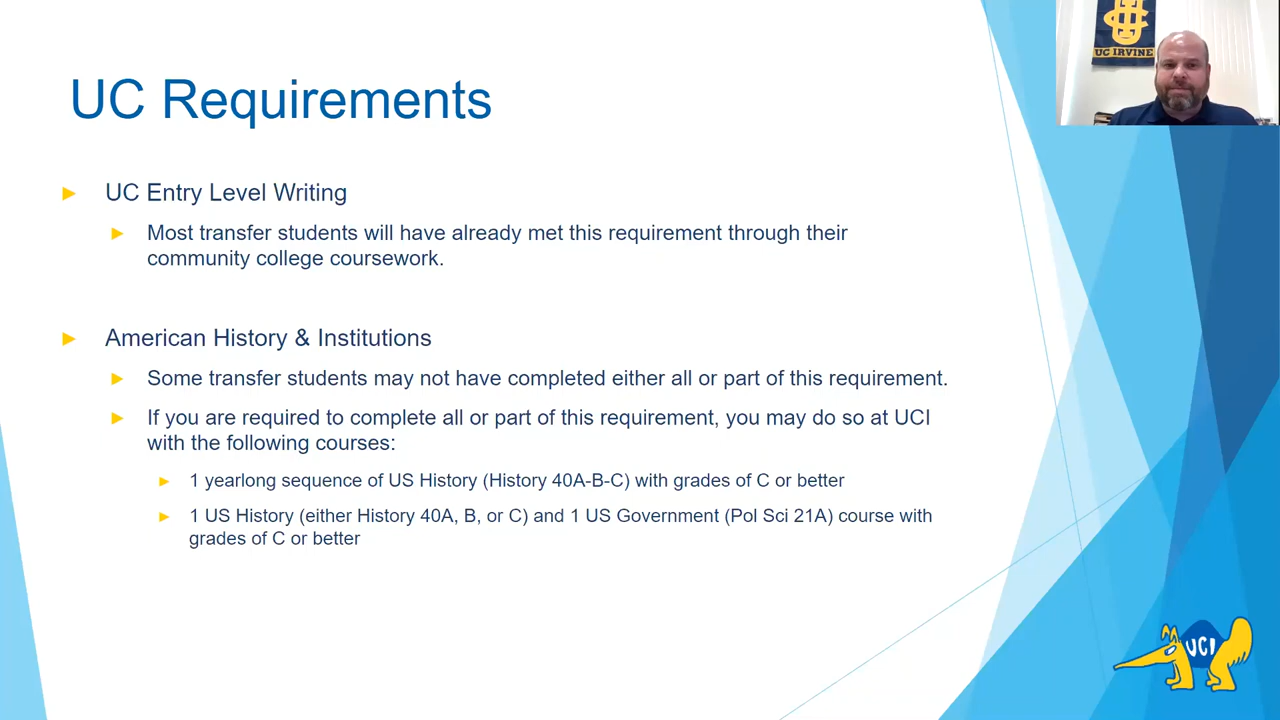 UC IRVINE
UC Requirements
UC Entry Level Writing
Most transfer students will have already met this requirement through their
community college coursework.
American History & Institutions
Some transfer students may not have completed either all or part of this requirement.
If you are required to complete all or part of this requirement, you may do so at UCI
with the following courses:
1 yearlong sequence of US History (History 40A-B-C) with grades of C or better
1 US History (either History 40A, B, or C) and 1 US Government (Pol Sci 21A) course with
grades of C or better
UCI